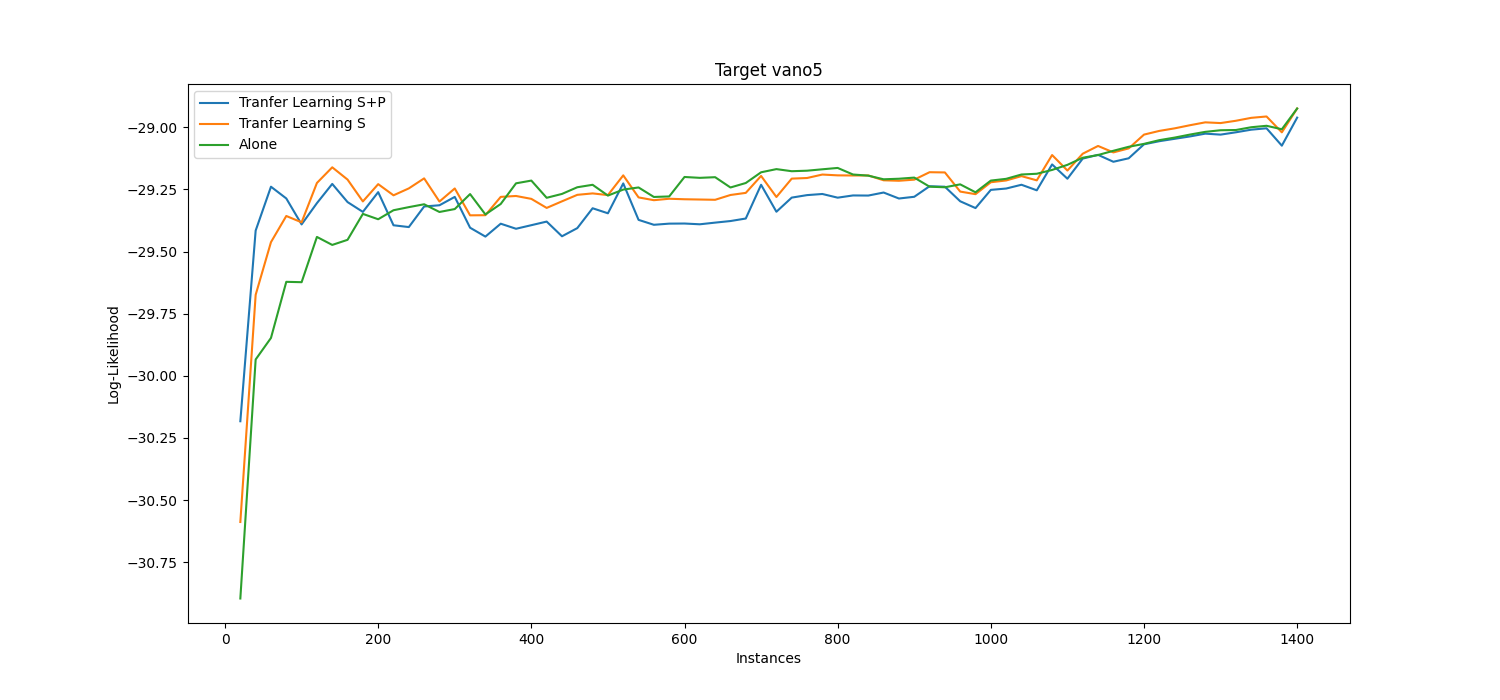 Target vano5
Tranfer Learning S+P
Tranfer Learning S
Alone
−29.00
−29.25
−29.50
−29.75
−30.00
−30.25
−30.50
−30.75
Log-Likelihood
0 200 400 600 800 1000 1200 1400
Instances